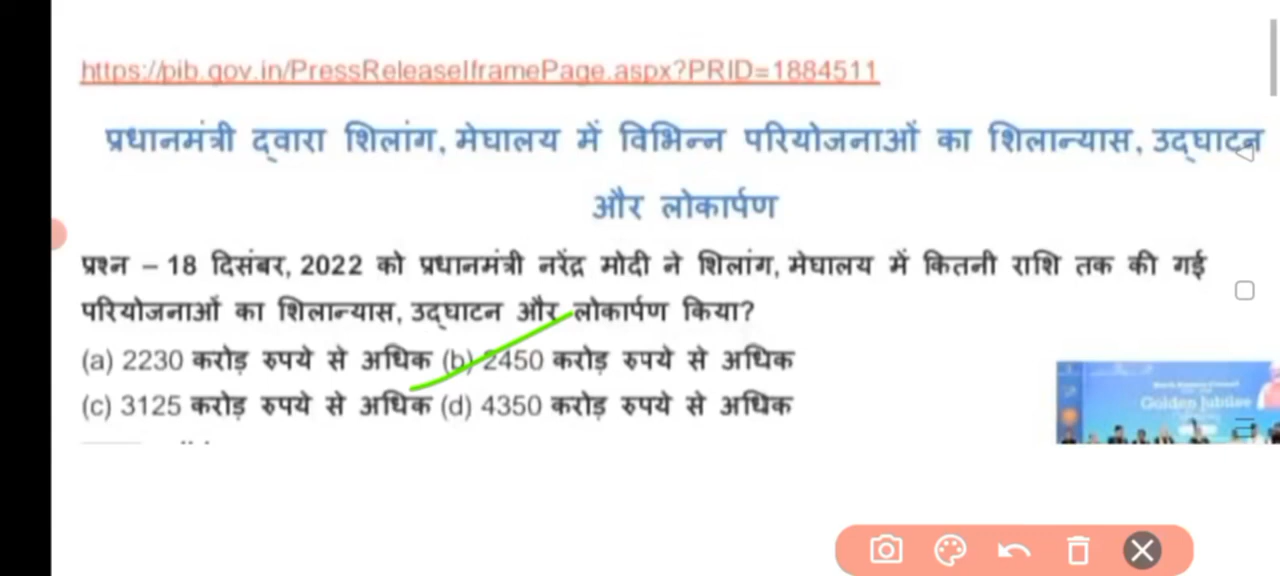 https://pib.gov.in/PressReleaseIframePage.aspx?PRID=1884511
प्रधानमंत्री द्वारा शिलांग, मेघालय में विभिन्न परियोजनाओं का शिलान्यास, उद्घाटन
और लोकार्पण
प्रश्न – 18 दिसंबर, 2022 को प्रधानमंत्री नरेंद्र मोदी ने शिलांग, मेघालय में कितनी राशि तक की गई
परियोजनाओं का शिलान्यास, उद्घाटन और लोकार्पण किया?
(a) 2230 करोड़ रुपये से अधिक (b) 2450 करोड़ रुपये से अधिक
(c) 3125 करोड़ रुपये से अधिक (d) 4350 करोड़ रुपये से अधिक
Golden Jubilee